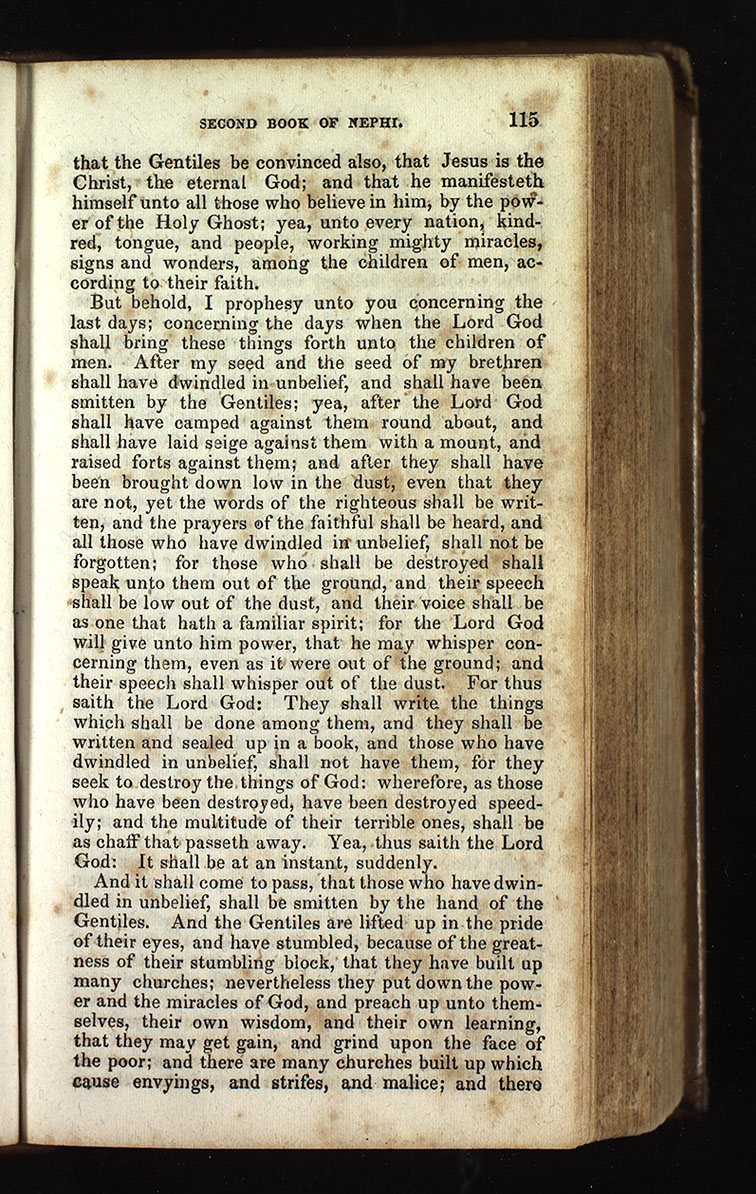 SECOND BOOK OF NEPHI. 115
that the Gentiles be convinced also, that Jesus is the
Christ, the eternal God; and that he manifesteth
himself unto all those who believe in him, by the pow-
er of the Holy Ghost; yea, unto every nation, kind-
red, tongue, and people, working mighty miracles,
signs and wonders, among the children of men, ac-
cording to their faith.
But behold, I prophesy unto you concerning the
last days; concerning the days when the Lord God
shall bring these things forth unto the children of
men. After my seed and the seed of my brethren
shall have dwindled in unbelief, and shall have been
smitten by the Gentiles; yea, after the Lord God
shall have camped against them round about, and
shall have laid seige against them with a mount, and
raised forts against them; and after they shall have
been brought down low in the dust, even that they
are not, yet the words of the righteous shall be writ-
ten, and the prayers of the faithful shall be heard, and
all those who have dwindled in unbelief, shall not be
forgotten; for those who shall be destroyed shall
speak unto them out of the ground, and their speech
shall be low out of the dust, and their voice shall be
as one that hath a familiar spirit; for the Lord God
will give unto him power, that he may whisper con-
cerning them, even as it were out of the ground; and
their speech shall whisper out of the dust. For thus
saith the Lord God: They shall write the things
which shall be done among them, and they shall be
written and sealed up in a book, and those who have
dwindled in unbelief, shall not have them, for they
seek to destroy the things of God: wherefore, as those
who have been destroyed, have been destroyed speed-
ily; and the multitude of their terrible ones, shall be
as chaff that passeth away. Yea, thus saith the Lord
God: It shall be at an instant, suddenly.
And it shall come to pass, that those who have dwin-
dled in unbelief, shall be smitten by the hand of the
Gentiles. And the Gentiles are lifted up in the pride
of their eyes, and have stumbled, because of the great-
ness of their stumbling block, that they have built up
many churches; nevertheless they put down the pow-
er and the miracles of God, and preach up unto them-
selves, their own wisdom, and their own learning,
that they may get gain, and grind upon the face of
the poor; and there are many churches built up which
cause envyings, and strifes, and malice; and there